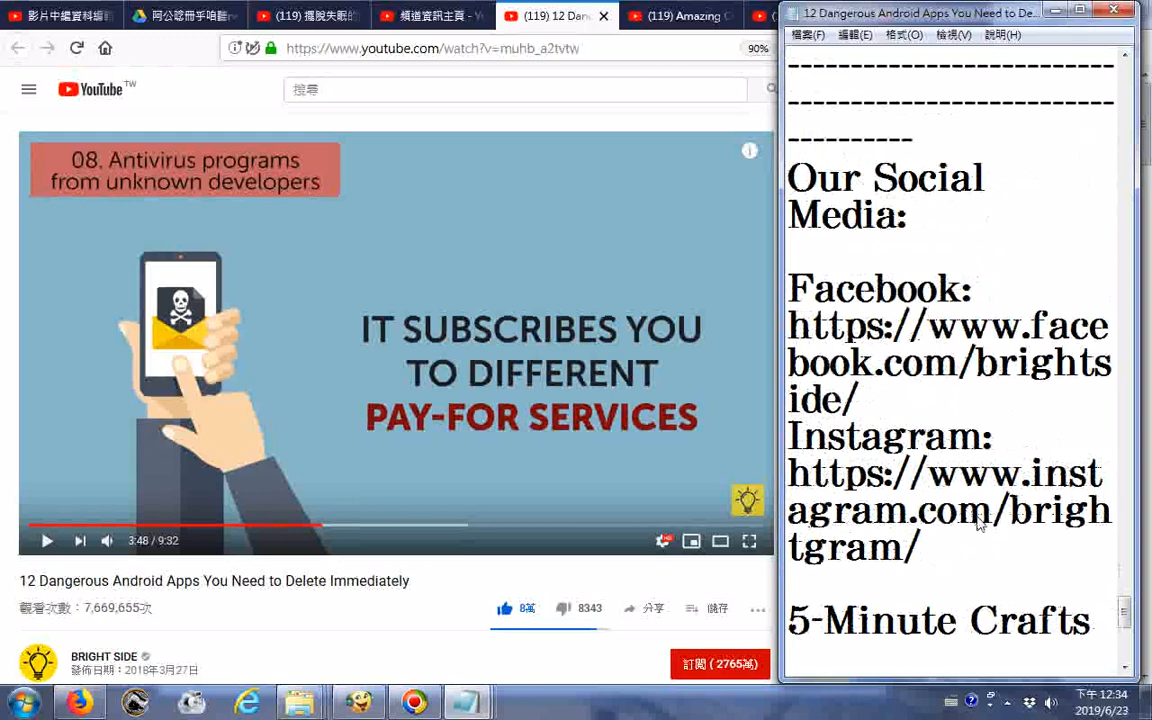 影片中編資料編
阿公唸冊乎咱聽
(119) 擺脫失眠的
頻道資訊主頁 - Y
(119) 12 Dan
(119) Amazing C
12 Dangerous Android Apps You Need to De...
https://www.youtube.com/watch?v=muhb_a2tvtw
90%
檔案(F) 編輯(E) 格式(O) 檢視(V) 說明(H)
YouTube TW
搜尋
08. Antivirus programs
from unknown developers
IT SUBSCRIBES YOU
TO DIFFERENT
PAY-FOR SERVICES
3:48 / 9:32
12 Dangerous Android Apps You Need to Delete Immediately
觀看次數：7,669,655次
8萬
8343
分享
儲存
BRIGHT SIDE
發佈日期：2018年3月27日
訂閱 (2765萬)
---------------------------
---------------------------
----------
Our Social
Media:
Facebook:
https://www.face
book.com/brights
ide/
Instagram:
https://www.inst
agram.com/brigh
tgram/
5-Minute Crafts
下午 12:34
2019/6/23